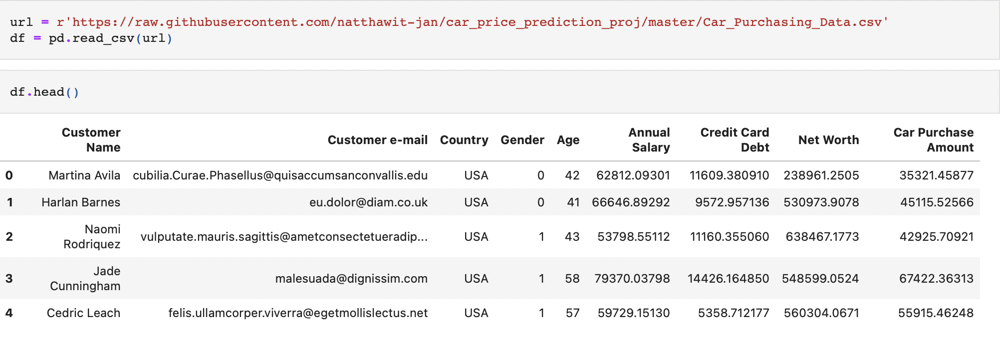 url = r'https://raw.githubusercontent.com/natthawit-jan/car_price_prediction_proj/master/Car_Purchasing_Data.csv'
df = pd.read_csv(url)
df.head()
Customer Name Customer e-mail Country Gender Age Annual Salary Credit Card Debt Net Worth Car Purchase Amount
0 Martina Avila cubilia.Curae.Phasellus@quisaccumsanconvallis.edu USA 0 42 62812.09301 11609.380910 238961.2505 35321.45877
1 Harlan Barnes eu.dolor@diam.co.uk USA 0 41 66646.89292 9572.957136 530973.9078 45115.52566
2 Naomi Rodriquez vulputate.mauris.sagittis@ametconsectetueradip... USA 1 43 53798.55112 11160.355060 638467.1773 42925.70921
3 Jade Cunningham malesuada@dignissim.com USA 1 58 79370.03798 14426.164850 548599.0524 67422.36313
4 Cedric Leach felis.ullamcorper.viverra@egetmollislectus.net USA 1 57 59729.15130 5358.712177 560304.0671 55915.46248